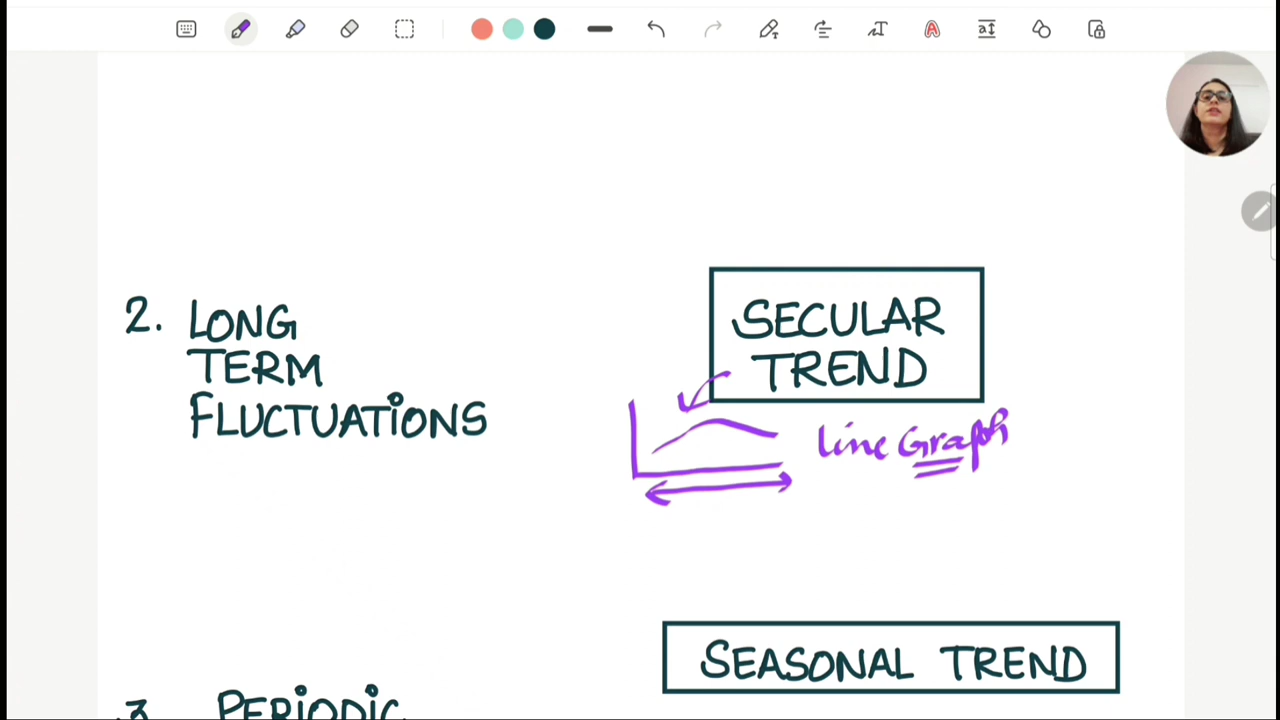 2. LONG
TERM
FLUCTUATIONS
SECULAR
TREND
Line Graph
SEASONAL TREND
3. PERIODIC